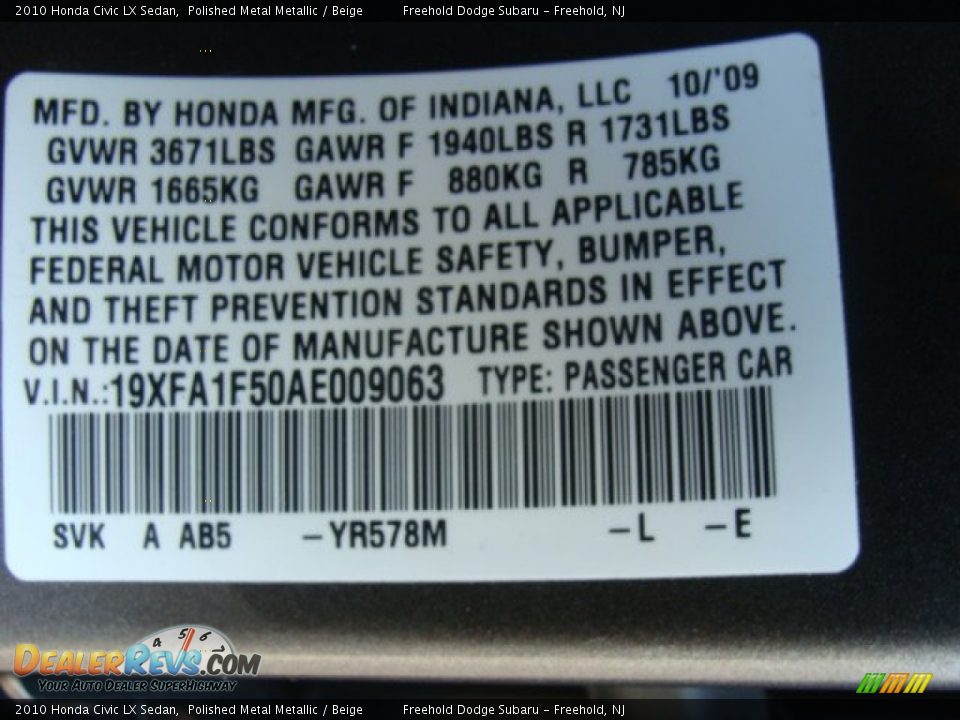 2010 Honda Civic LX Sedan, Polished Metal Metallic / Beige Freehold Dodge Subaru - Freehold, NJ
MFD. BY HONDA MFG. OF INDIANA, LLC 10/'09
GVWR 3671LBS GAWR F 1940LBS R 1731LBS
GVWR 1665KG GAWR F 880KG R 785KG
THIS VEHICLE CONFORMS TO ALL APPLICABLE
FEDERAL MOTOR VEHICLE SAFETY, BUMPER,
AND THEFT PREVENTION STANDARDS IN EFFECT
ON THE DATE OF MANUFACTURE SHOWN ABOVE.
V.I.N.:19XFA1F50AE009063 TYPE: PASSENGER CAR
SVK A AB5 -YR578M -L -E
4 5 6 7
DEALERREVS.COM
YOUR AUTO DEALER SUPERHIGHWAY
2010 Honda Civic LX Sedan, Polished Metal Metallic / Beige Freehold Dodge Subaru - Freehold, NJ